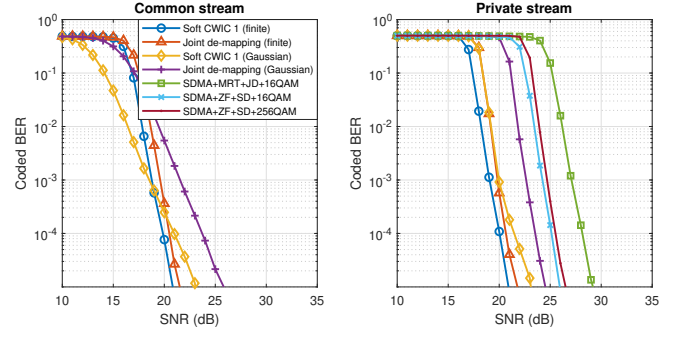 Common stream
Coded BER
10^0
10^-1
10^-2
10^-3
10^-4
10
15
20
25
30
35
SNR (dB)
Soft CWIC 1 (finite)
Joint de-mapping (finite)
Soft CWIC 1 (Gaussian)
Joint de-mapping (Gaussian)
SDMA+MRT+JD+16QAM
SDMA+ZF+SD+16QAM
SDMA+ZF+SD+256QAM
Private stream
Coded BER
10^0
10^-1
10^-2
10^-3
10^-4
10
15
20
25
30
35
SNR (dB)